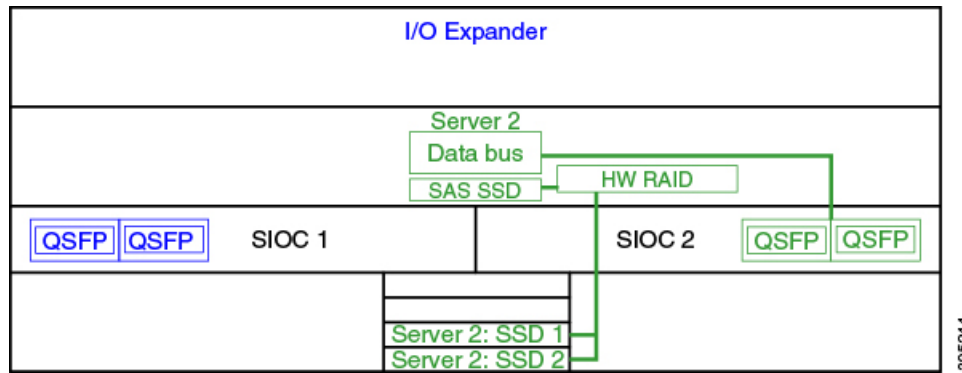 I/O Expander
Server 2
Data bus
SAS SSD
HW RAID
QSFP QSFP SIOC 1 SIOC 2 QSFP QSFP
Server 2: SSD 1
Server 2: SSD 2